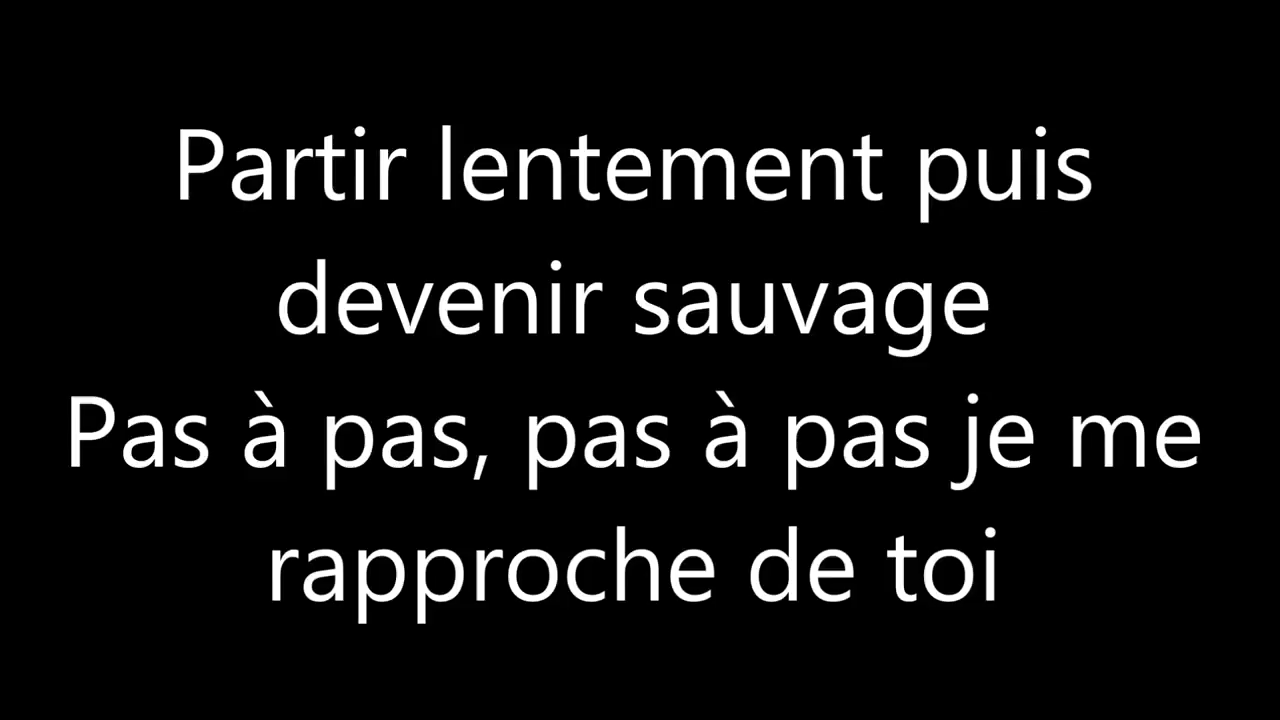 Partir lentement puis
devenir sauvage
Pas à pas, pas à pas je me
rapproche de toi